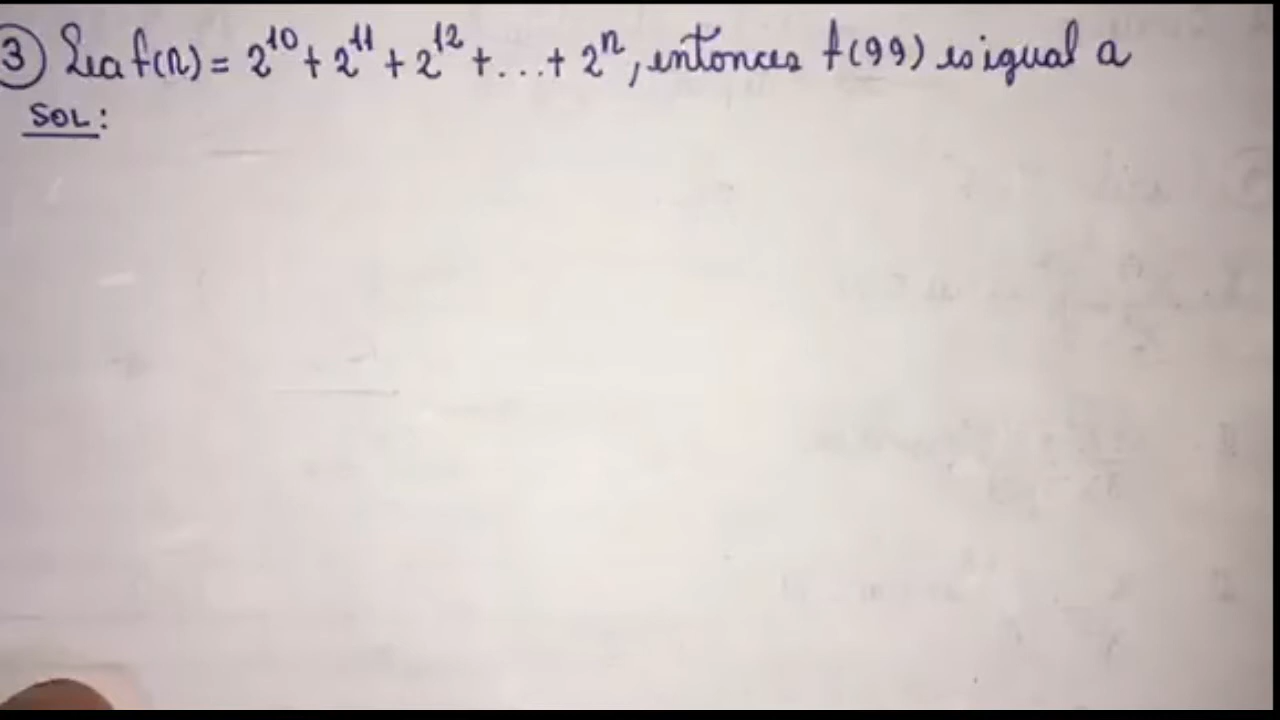 ③ Sea f(n) = 2¹⁰ + 2¹¹ + 2¹² + ... + 2ⁿ, entonces f(99) es igual a
SOL: